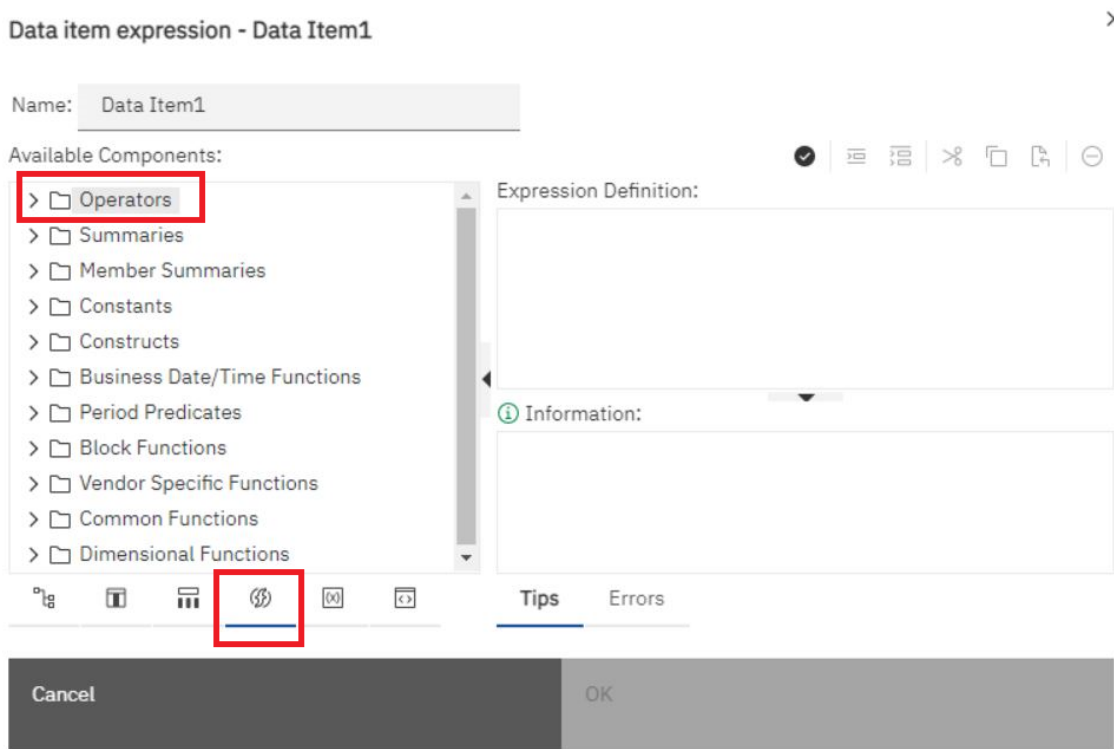 Data item expression - Data Item1
Name: Data Item1
Available Components:
Operators
Summaries
Member Summaries
Constants
Constructs
Business Date/Time Functions
Period Predicates
Block Functions
Vendor Specific Functions
Common Functions
Dimensional Functions
Expression Definition:
Information:
Tips Errors
Cancel OK